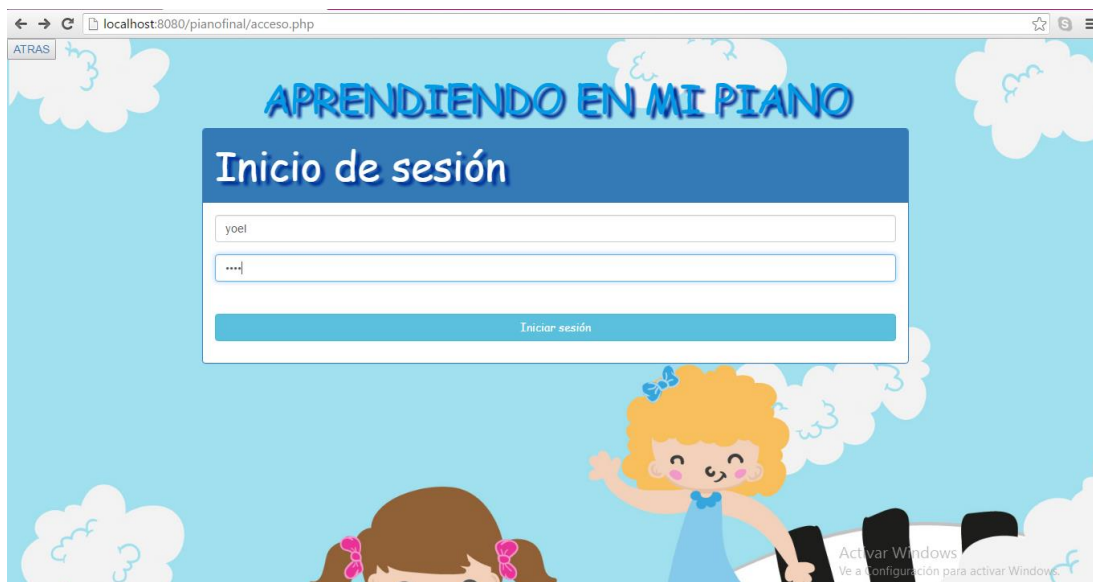 localhost:8080/pianofinal/acceso.php
ATRAS
APRENDIENDO EN MI PIANO
Inicio de sesión
yoel
••••
Iniciar sesión
Activar Windows
Ve a Configuración para activar Windows.